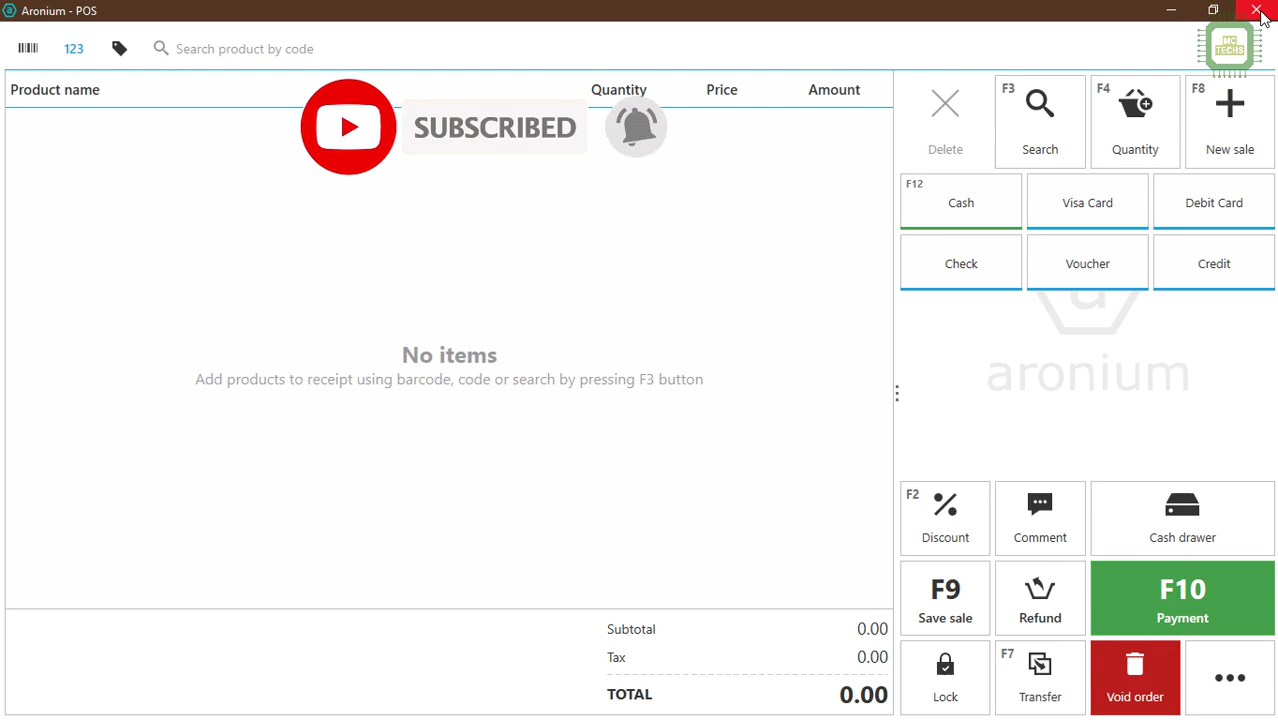 Aronium - POS
MC
TECHS
123
Search product by code
Product name Quantity Price Amount
SUBSCRIBED
Delete
F3
Search
F4
Quantity
F8
New sale
F12
Cash
Visa Card
Debit Card
Check
Voucher
Credit
a
aronium
No items
Add products to receipt using barcode, code or search by pressing F3 button
F2
Discount
Comment
Cash drawer
F9
Save sale
Refund
F10
Payment
Subtotal 0.00
Tax 0.00
TOTAL 0.00
Lock
F7
Transfer
Void order